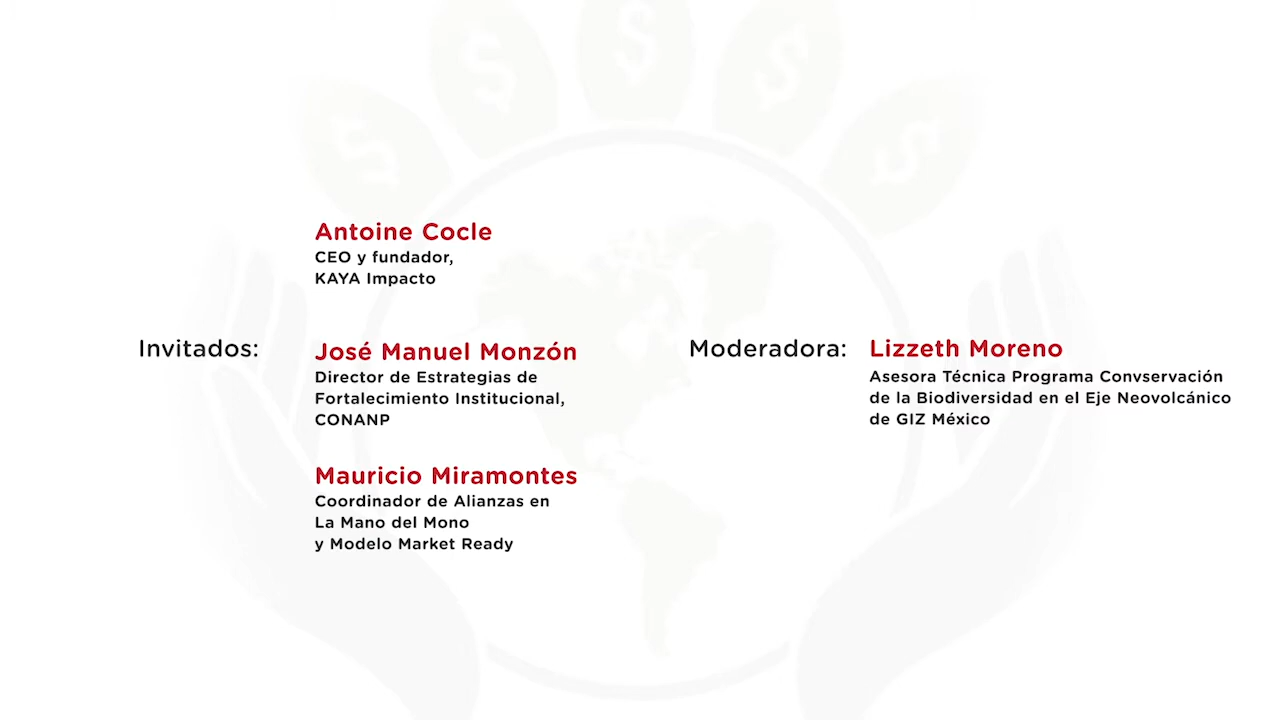 Invitados:
Antoine Cocle
CEO y fundador,
KAYA Impacto
José Manuel Monzón
Director de Estrategias de
Fortalecimiento Institucional,
CONANP
Mauricio Miramontes
Coordinador de Alianzas en
La Mano del Mono
y Modelo Market Ready
Moderadora:
Lizzeth Moreno
Asesora Técnica Programa Convservación
de la Biodiversidad en el Eje Neovolcánico
de GIZ México
$
$
$
$
$